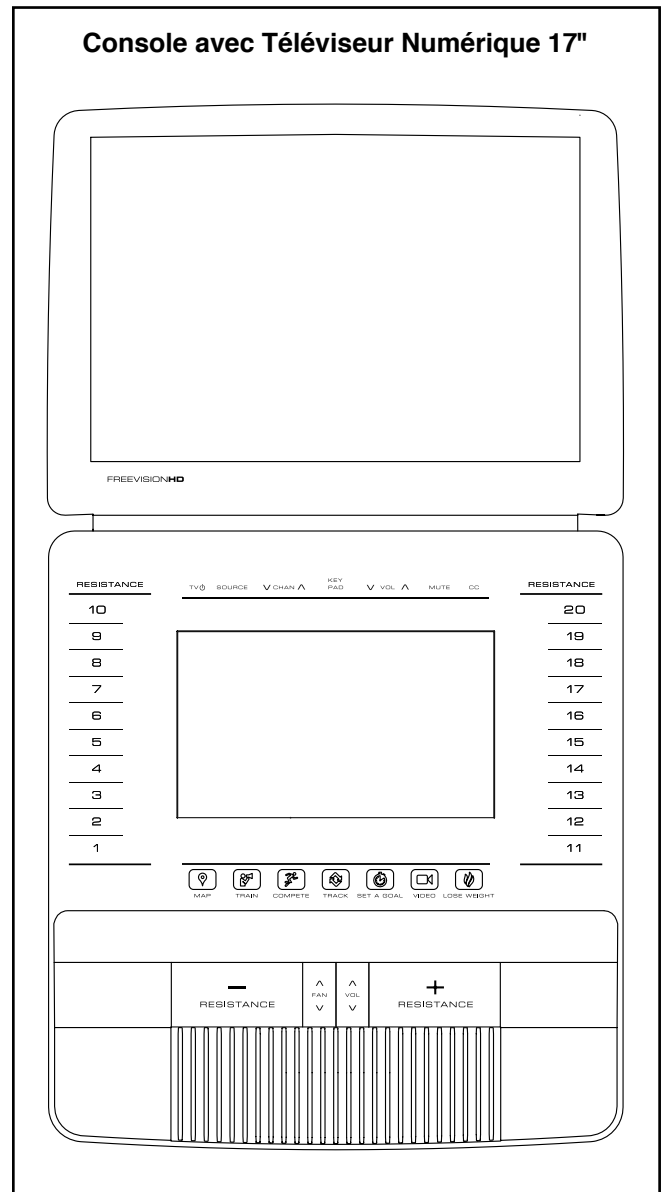 Console avec Téléviseur Numérique 17"
FREEVISIONHD
RESISTANCE
10
9
8
7
6
5
4
3
2
1
TV SOURCE CHAN KEY PAD VOL MUTE CC
RESISTANCE
20
19
18
17
16
15
14
13
12
11
MAP TRAIN COMPETE TRACK SET A GOAL VIDEO LOSE WEIGHT
– RESISTANCE
FAN
VOL
+ RESISTANCE